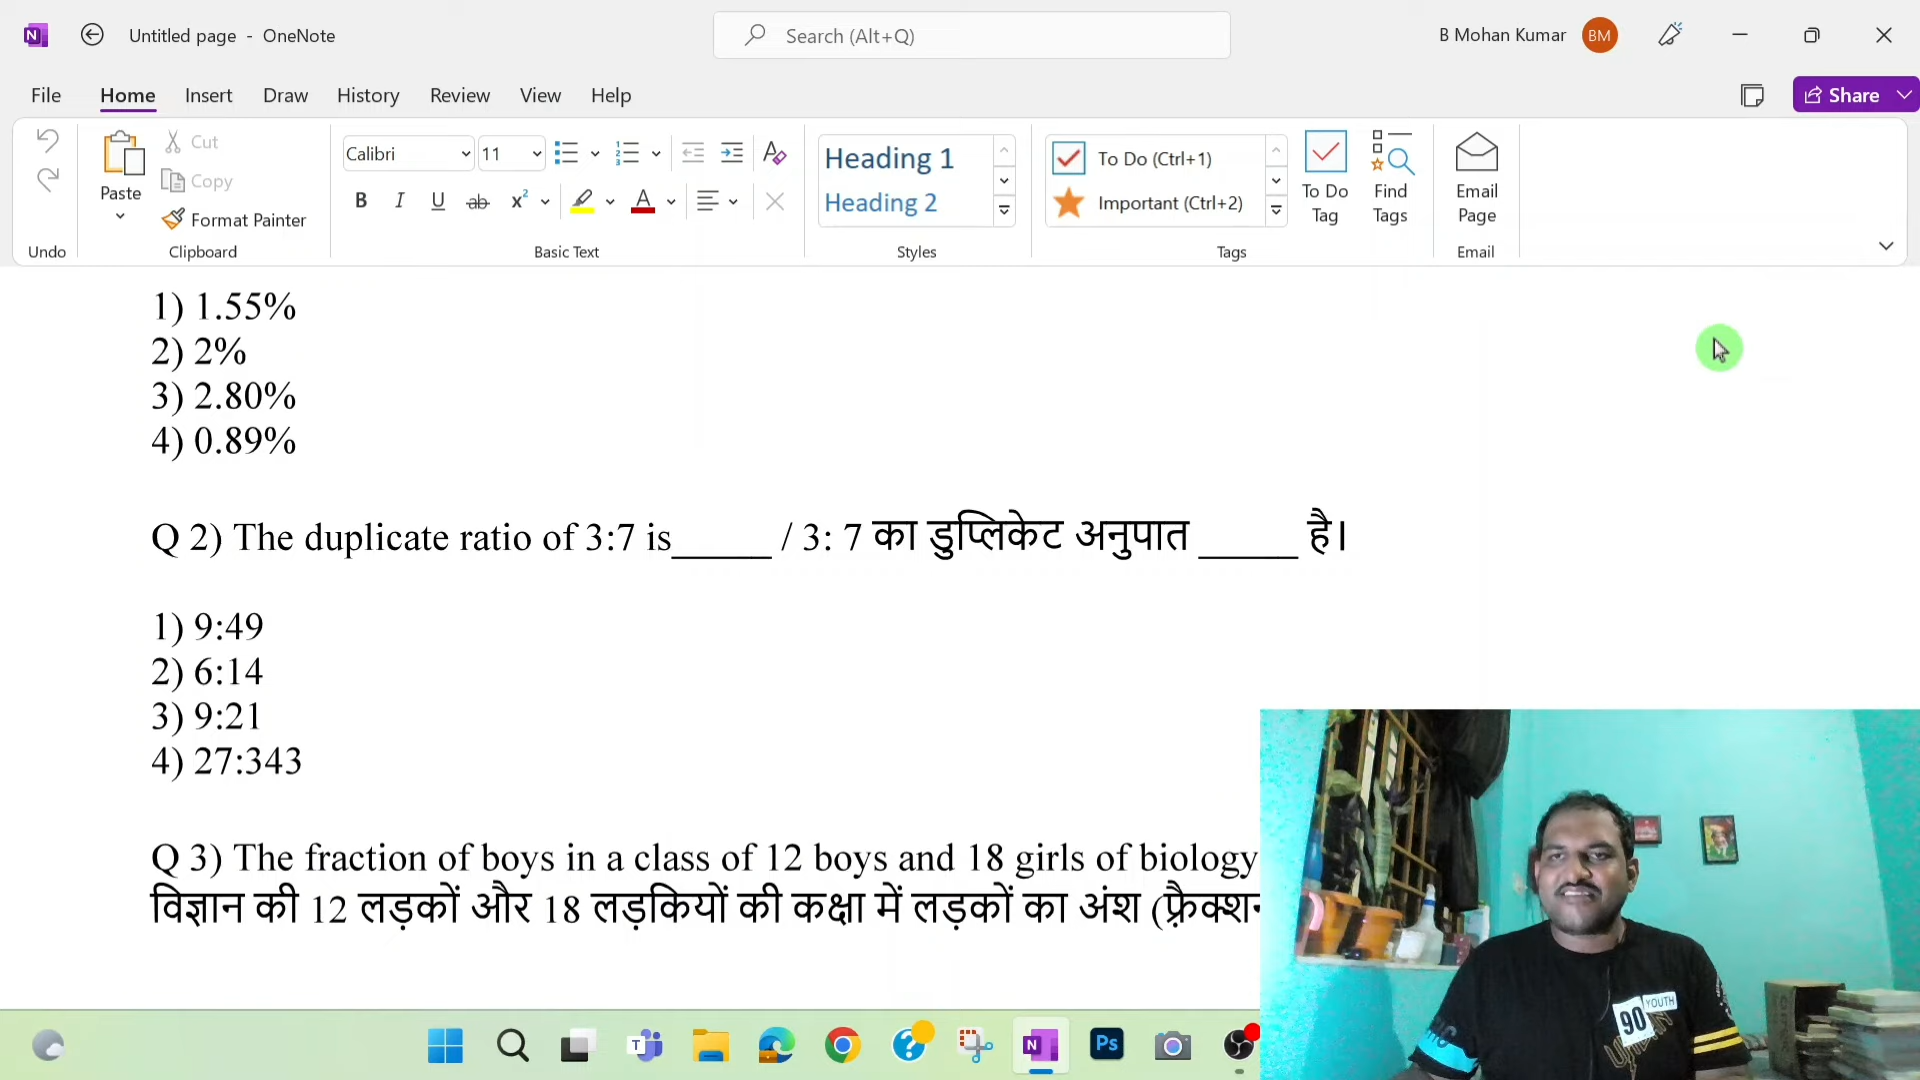 Untitled page - OneNote
Search (Alt+Q)
B Mohan Kumar
BM
File Home Insert Draw History Review View Help
Share
Paste
Cut
Copy
Format Painter
Calibri
11
Heading 1
Heading 2
To Do (Ctrl+1)
Important (Ctrl+2)
To Do Tag
Find Tags
Email Page
Undo
Clipboard
Basic Text
Styles
Tags
Email
1) 1.55%
2) 2%
3) 2.80%
4) 0.89%
Q 2) The duplicate ratio of 3:7 is_____ / 3: 7 का डुप्लिकेट अनुपात _____ है।
1) 9:49
2) 6:14
3) 9:21
4) 27:343
Q 3) The fraction of boys in a class of 12 boys and 18 girls of biology
विज्ञान की 12 लड़कों और 18 लड़कियों की कक्षा में लड़कों का अंश
90
YOUTH
Ps